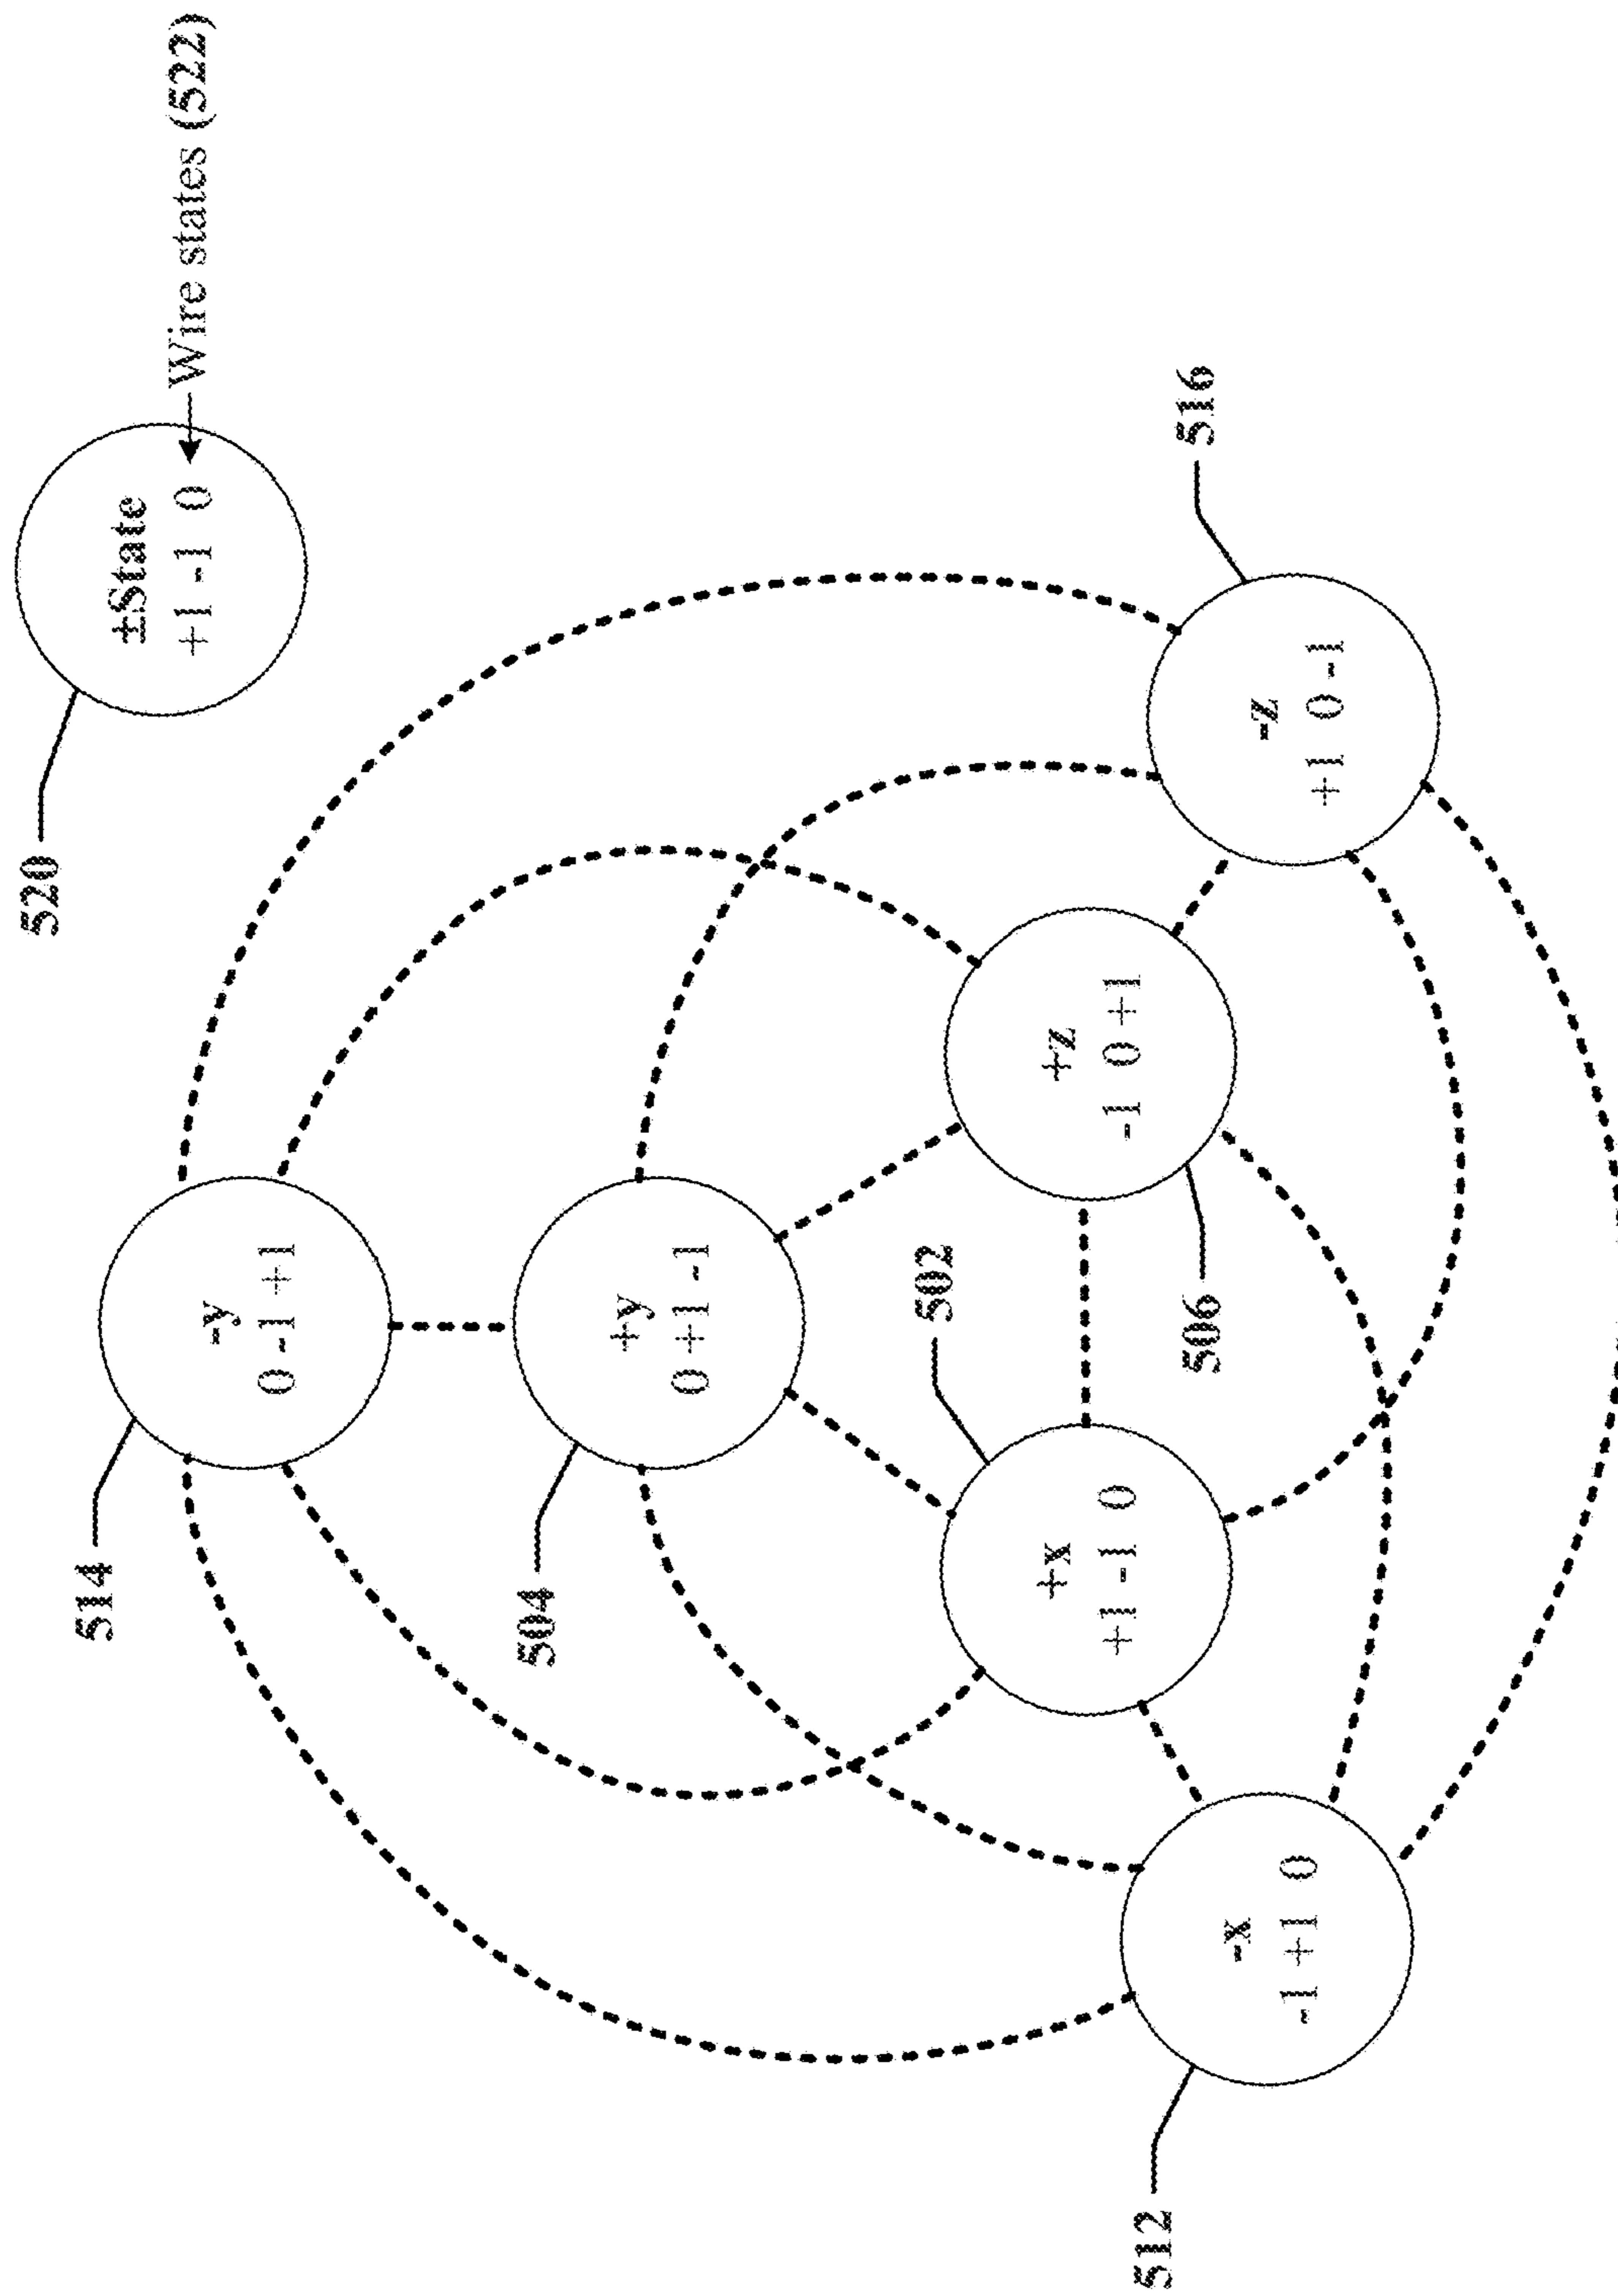 520
±State
+1 -1 0
Wire states (522)
514
-y
0 -1 +1
504
+y
0 +1 -1
502
+x
+1 -1 0
506
+z
-1 0 +1
516
-z
+1 0 -1
512
-x
-1 +1 0